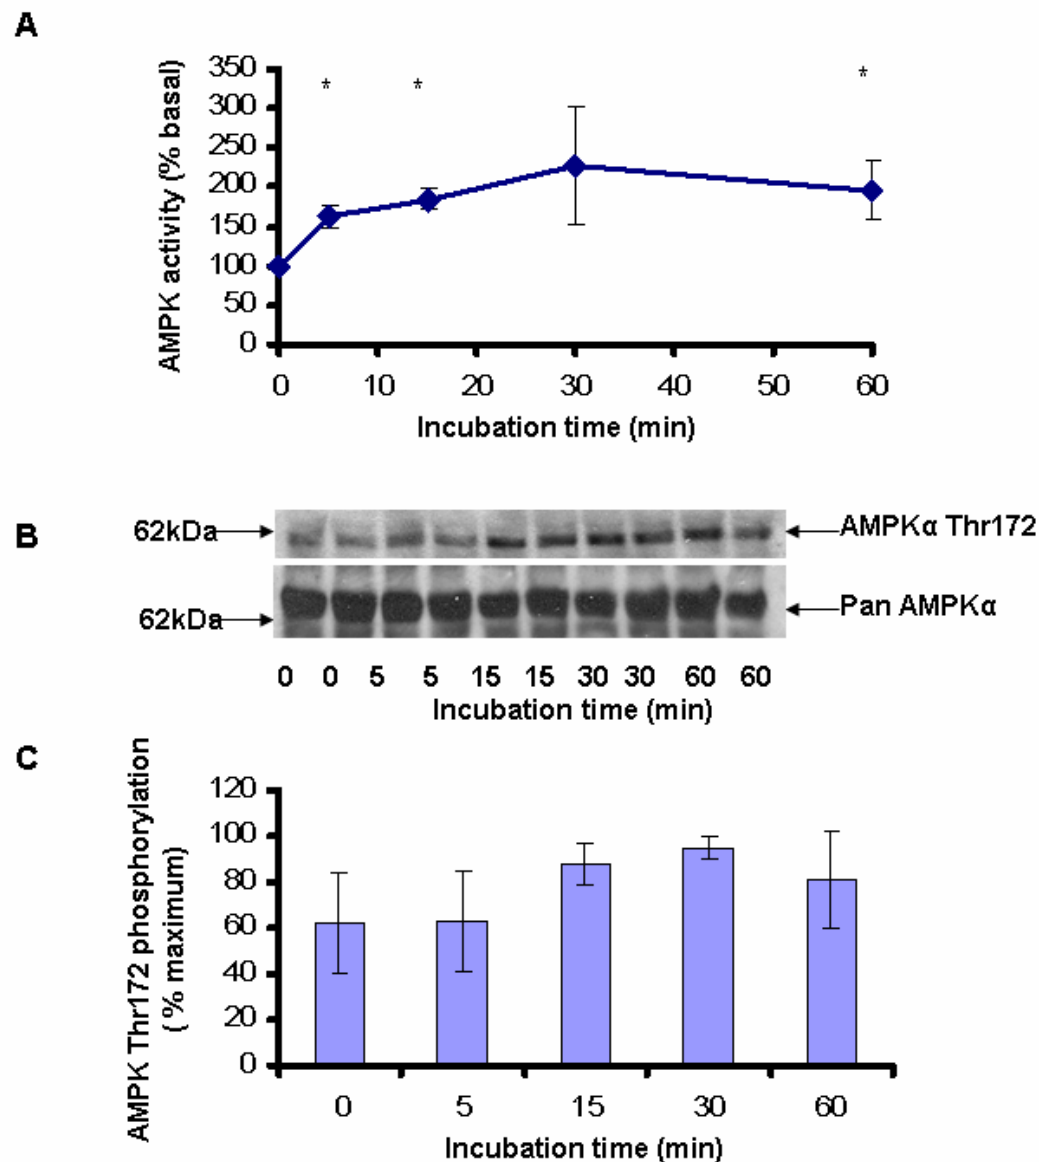 A
AMPK activity (% basal)
350
300
250
200
150
100
50
0
* * *
0 10 20 30 40 50 60
Incubation time (min)
B
62kDa
AMPKα Thr172
62kDa
Pan AMPKα
0 0 5 5 15 15 30 30 60 60
Incubation time (min)
C
AMPK Thr172 phosphorylation
( % maximum)
120
100
80
60
40
20
0
0 5 15 30 60
Incubation time (min)